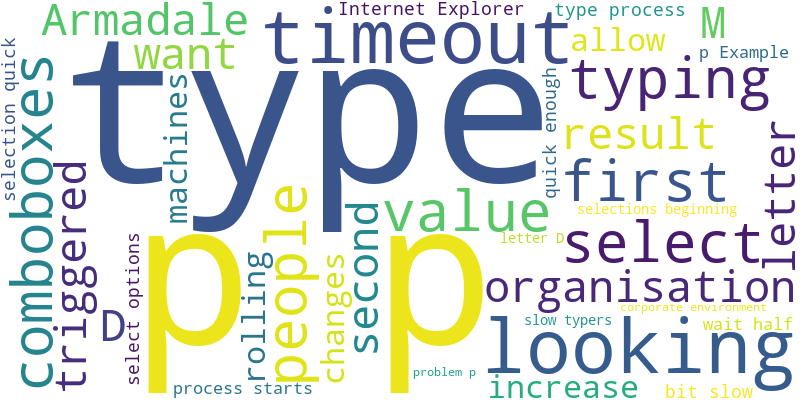 Armadale
Internet Explorer
type process
M
want
timeout
allow
p Example
selection quick
comboboxes
type
typing
machines
quick enough
result
letter
triggered
people
first
second
value
selections beginning
select options
letter D
select
D
p p
rolling
changes
organisation
corporate environment
slow typers
looking
wait half
problem p
process starts
increase
bit slow